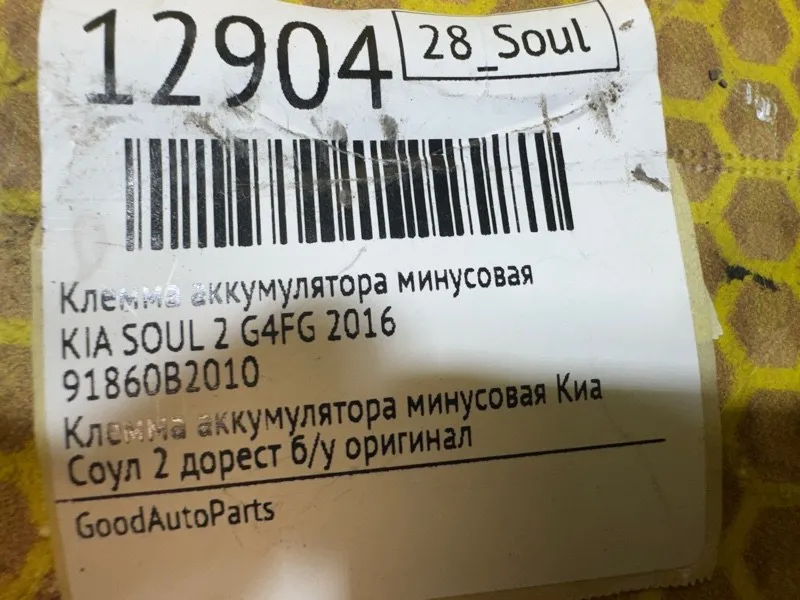 12904
28_Soul
Клемма аккумулятора минусовая
KIA SOUL 2 G4FG 2016
91860B2010
Клемма аккумулятора минусовая Киа
Соул 2 дорест б/у оригинал
GoodAutoParts